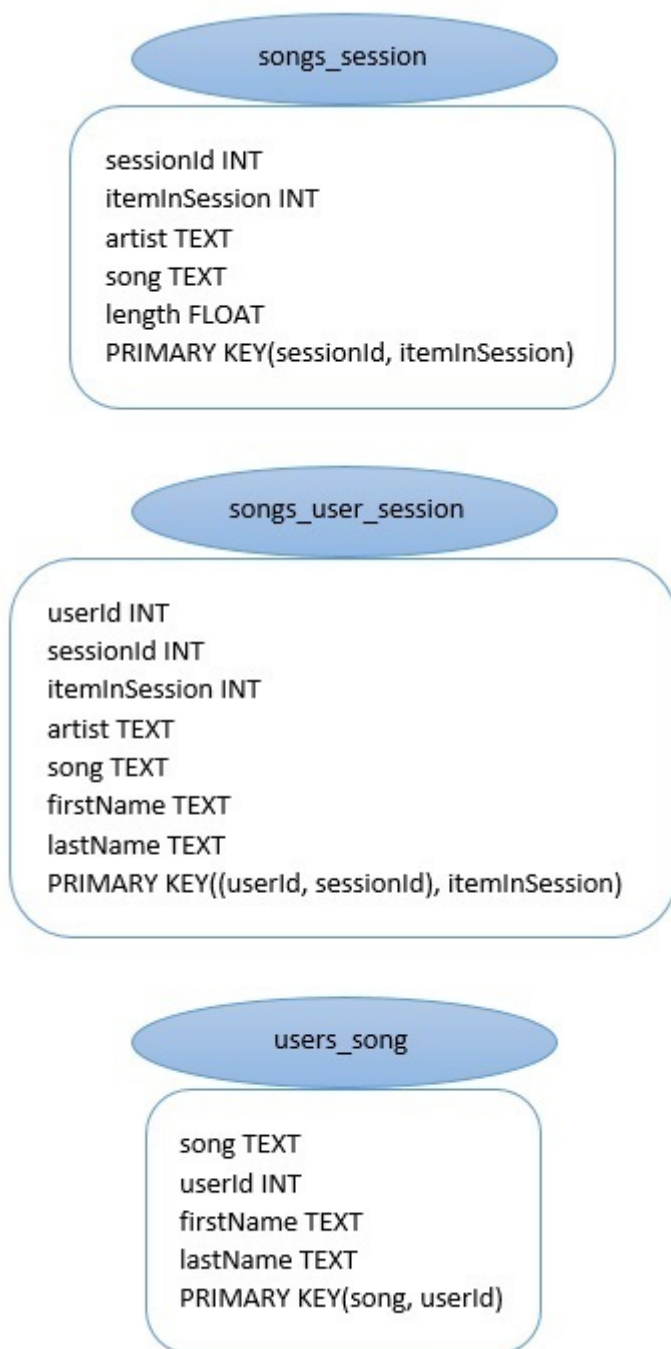 songs_session
sessionId INT
itemInSession INT
artist TEXT
song TEXT
length FLOAT
PRIMARY KEY(sessionId, itemInSession)
songs_user_session
userId INT
sessionId INT
itemInSession INT
artist TEXT
song TEXT
firstName TEXT
lastName TEXT
PRIMARY KEY((userId, sessionId), itemInSession)
users_song
song TEXT
userId INT
firstName TEXT
lastName TEXT
PRIMARY KEY(song, userId)